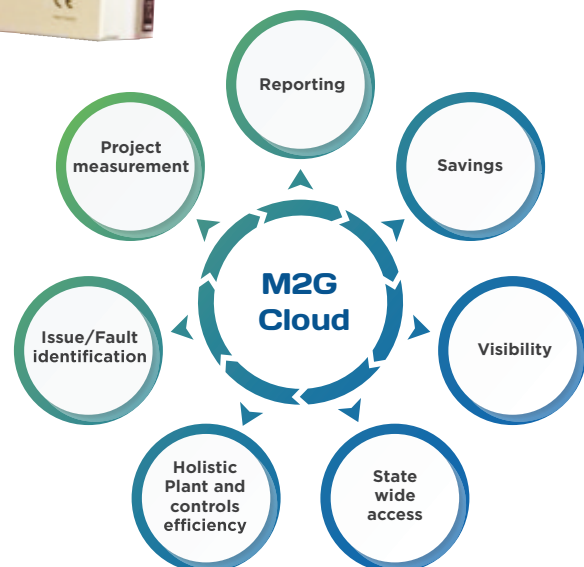 Reporting
Project
measurement
Savings
M2G
Cloud
Issue/Fault
identification
Visibility
Holistic
Plant and
controls
efficiency
State
wide
access